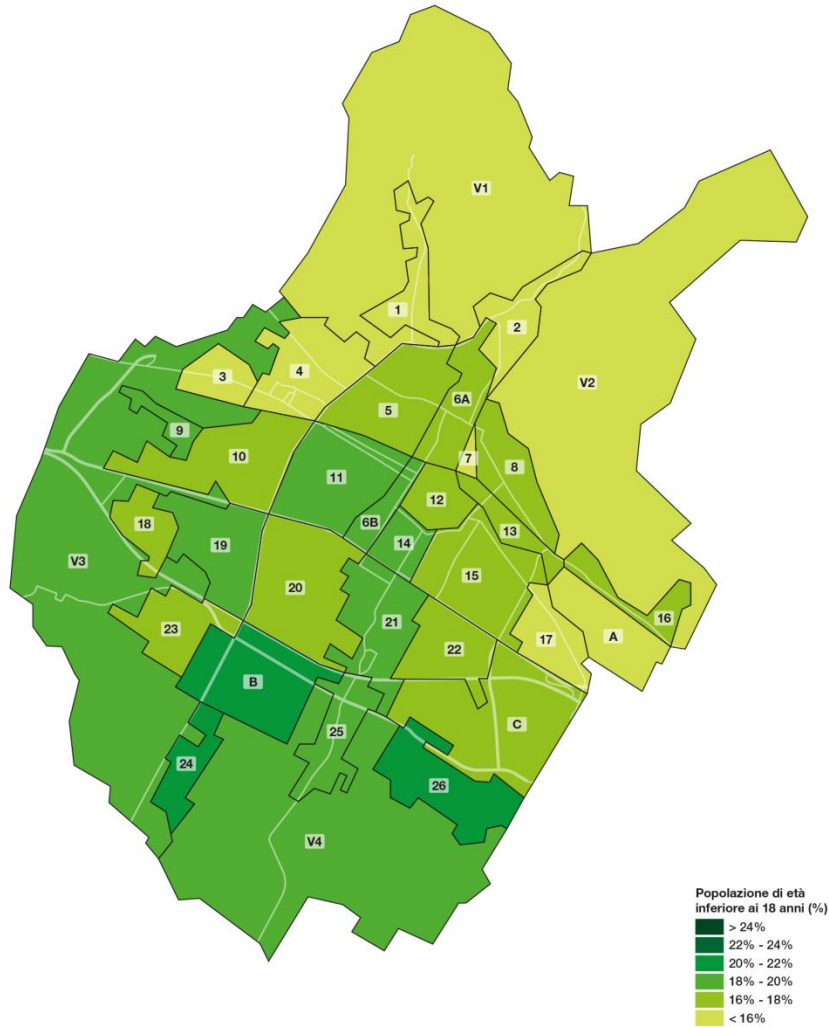 V1
1
2
3
4
V2
5
6A
9
7
8
10
11
12
6B
13
18
14
V3
19
15
20
16
21
17
A
23
22
B
C
25
24
26
V4
Popolazione di età
inferiore ai 18 anni (%)
> 24%
22% - 24%
20% - 22%
18% - 20%
16% - 18%
< 16%